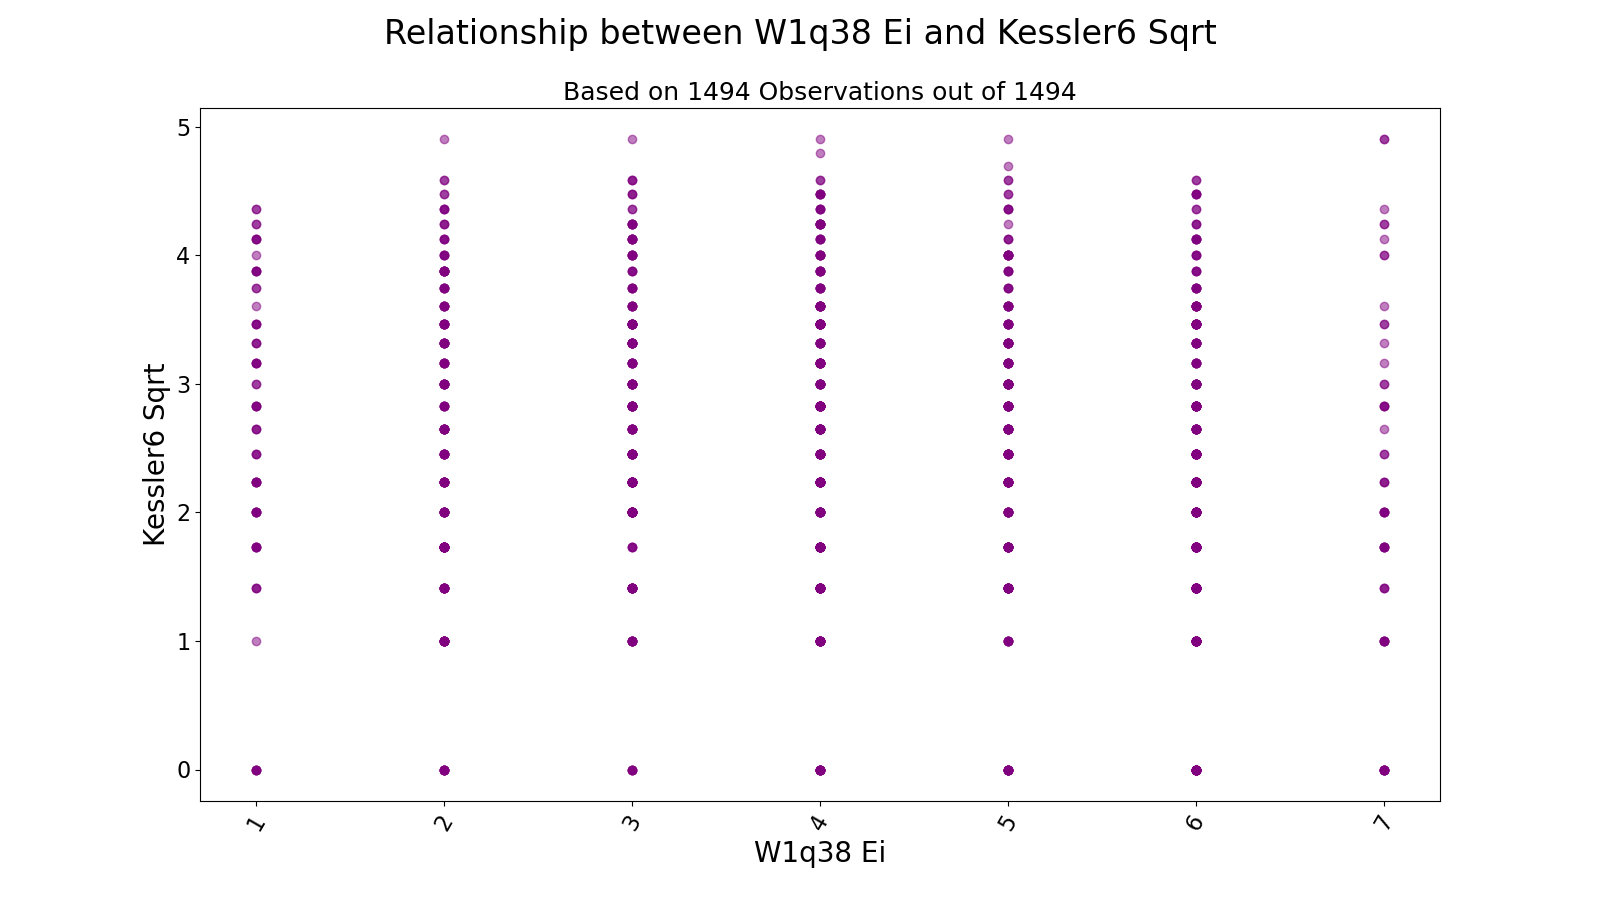 Relationship between W1q38 Ei and Kessler6 Sqrt
Based on 1494 Observations out of 1494
5
4
3
2
1
0
Kessler6 Sqrt
1 2 3 4 5 6 7
W1q38 Ei